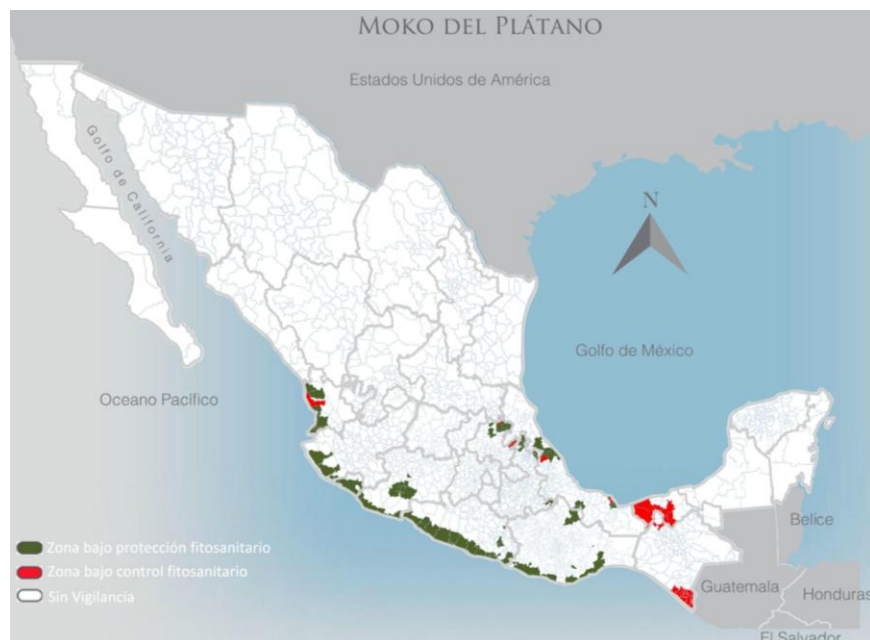 MOKO DEL PLÁTANO
Estados Unidos de América
Golfo de California
N
Golfo de México
Oceano Pacífico
Belice
Zona bajo protección fitosanitario
Zona bajo control fitosanitario
Sin Vigilancia
Guatemala
Honduras
El Salvador